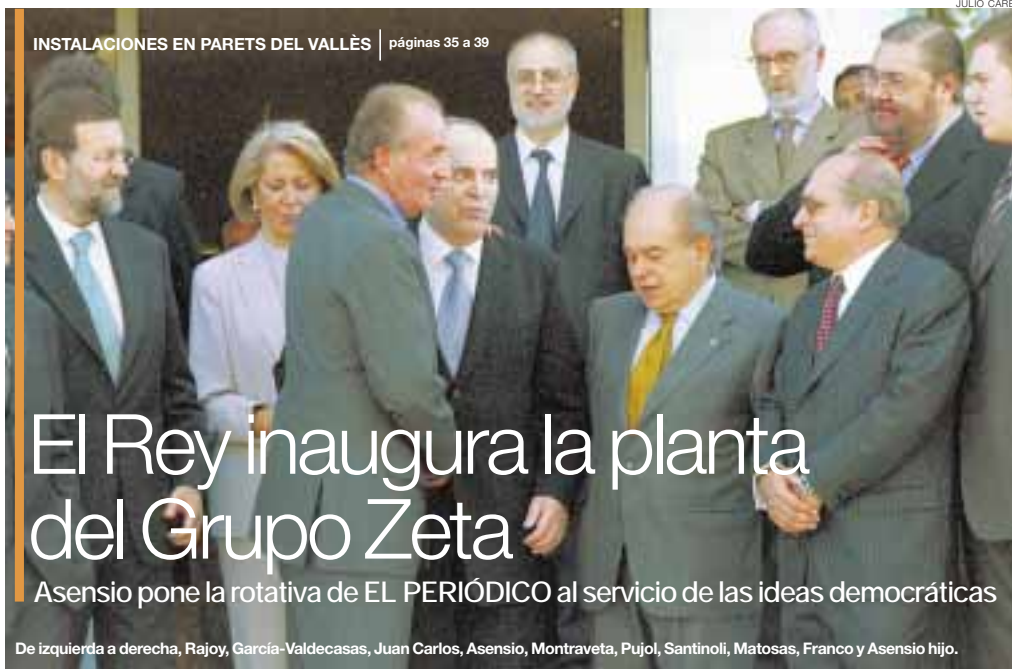 JULIO CARB
INSTALACIONES EN PARETS DEL VALLÈS | páginas 35 a 39
El Rey inaugura la planta
del Grupo Zeta
Asensio pone la rotativa de EL PERIÓDICO al servicio de las ideas democráticas
De izquierda a derecha, Rajoy, García-Valdecasas, Juan Carlos, Asensio, Montraveta, Pujol, Santinoli, Matosas, Franco y Asensio hijo.